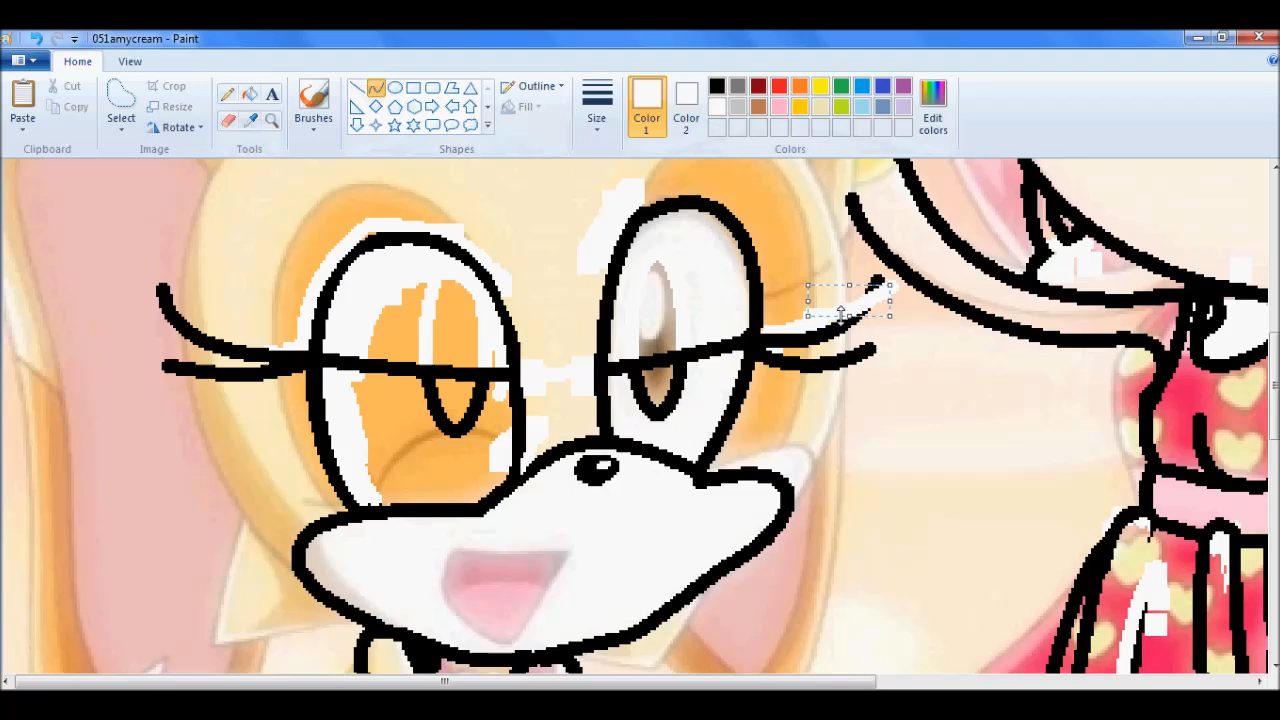 051amycream - Paint
Home View
Paste
Cut
Copy
Clipboard
Select
Crop
Resize
Rotate
Image
A
Tools
Brushes
Outline
Fill
Shapes
Size
Color 1
Color 2
Edit colors
Colors